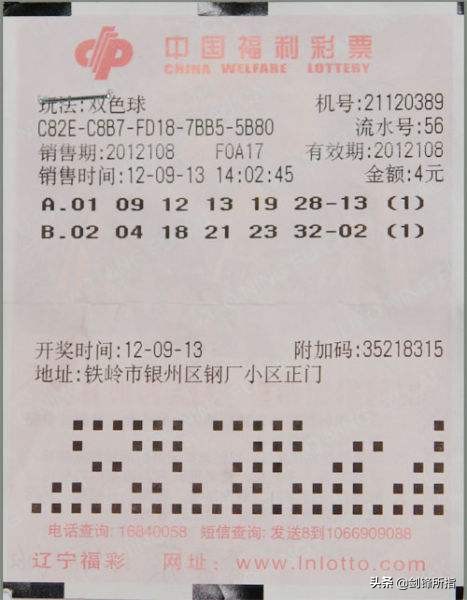 中国福利彩票
CHINA WELFARE LOTTERY
玩法:双色球 机号:21120389
C82E-C8B7-FD18-7BB5-5B80 流水号:56
销售期:2012108 F0A17 有效期:2012108
销售时间:12-09-13 14:02:45 金额:4元
A.01 09 12 13 19 28-13 (1)
B.02 04 18 21 23 32-02 (1)
开奖时间:12-09-13 附加码:35218315
地址:铁岭市银州区钢厂小区正门
电话查询:16840058 短信查询:发送8到1066909088
辽宁福彩 网址:www.lnlotto.com
头条 @剑锋所指